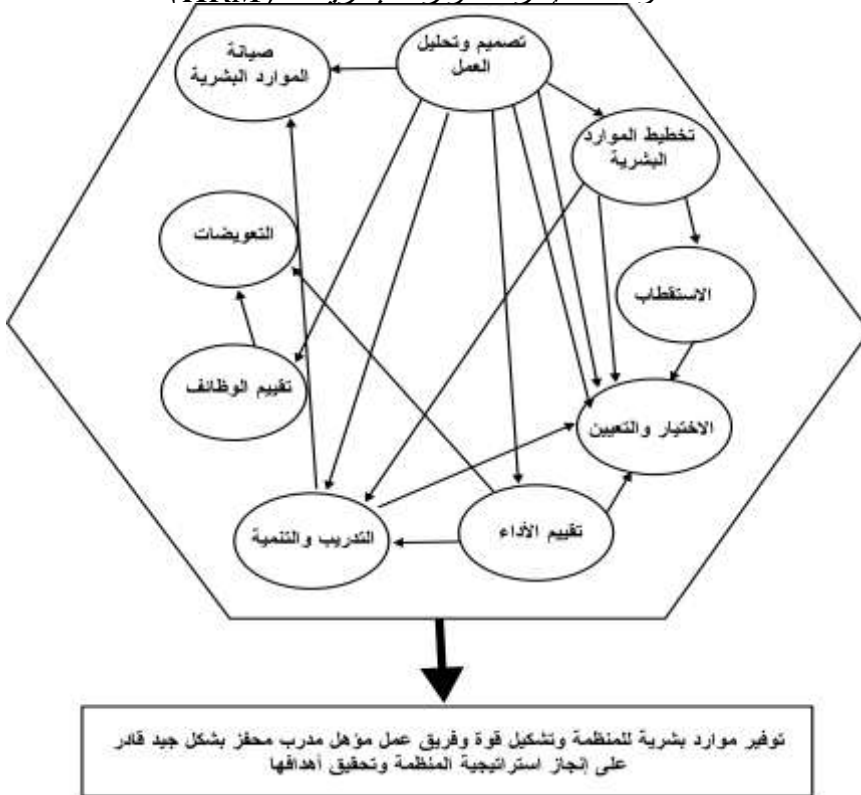 (HRM)
تصميم وتحليل
العمل
صيانة
الموارد البشرية
تخطيط الموارد
البشرية
التعويضات
الاستقطاب
تقييم الوظائف
الاختيار والتعيين
تقييم الأداء
التدريب والتنمية
توفير موارد بشرية للمنظمة وتشكيل قوة وفريق عمل مؤهل مدرب محفز بشكل جيد قادر
على إنجاز استراتيجية المنظمة وتحقيق أهدافها